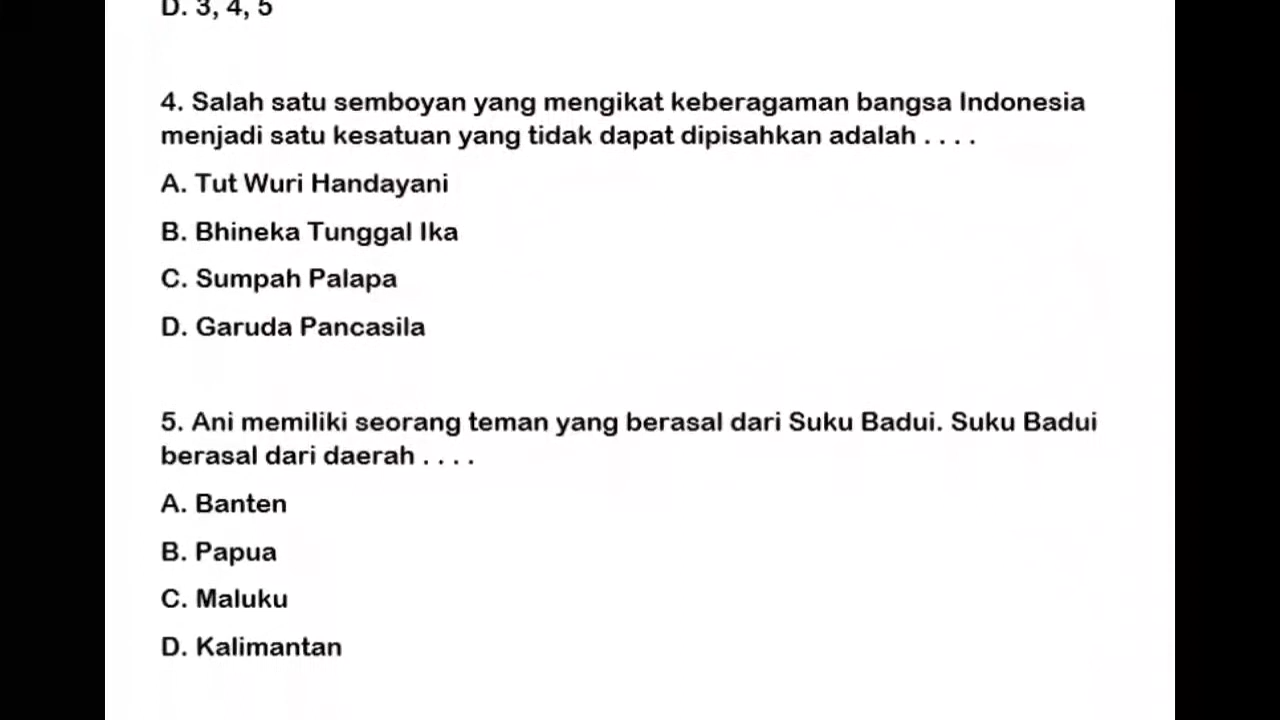 D. 3, 4, 5
4. Salah satu semboyan yang mengikat keberagaman bangsa Indonesia
menjadi satu kesatuan yang tidak dapat dipisahkan adalah . . . .
A. Tut Wuri Handayani
B. Bhineka Tunggal Ika
C. Sumpah Palapa
D. Garuda Pancasila
5. Ani memiliki seorang teman yang berasal dari Suku Badui. Suku Badui
berasal dari daerah . . . .
A. Banten
B. Papua
C. Maluku
D. Kalimantan